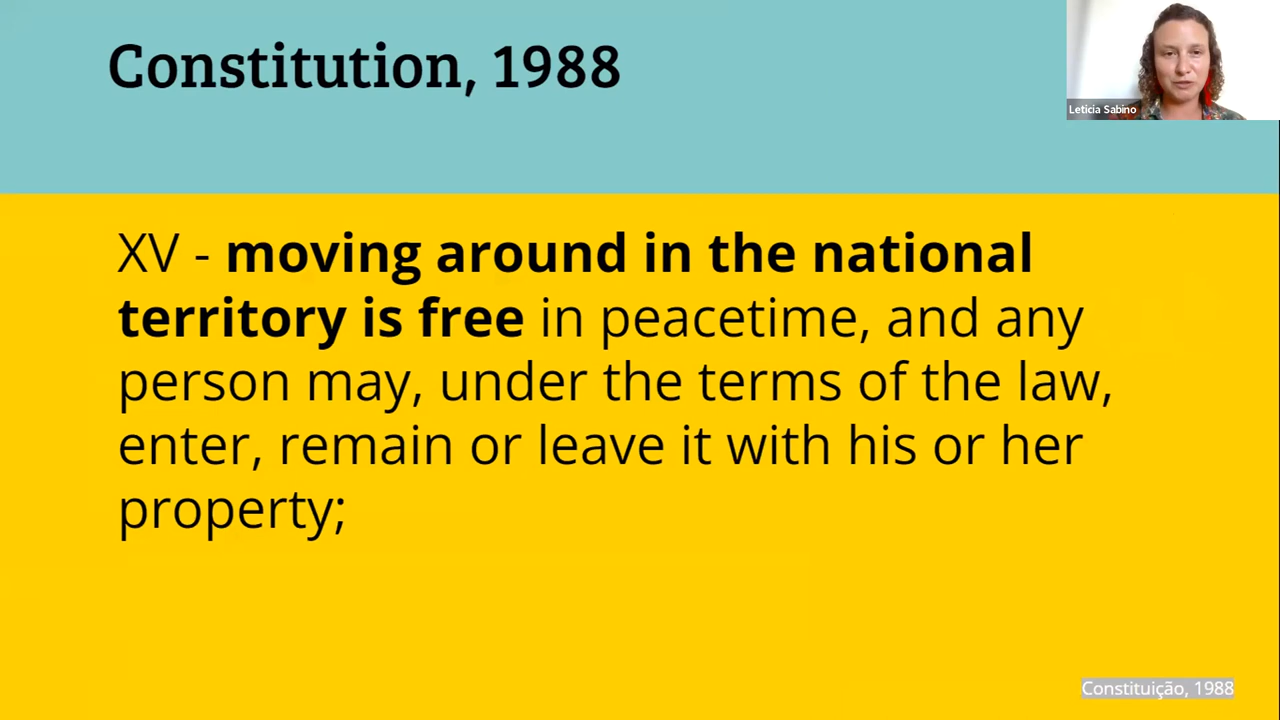 Constitution, 1988
Leticia Sabino
XV - moving around in the national
territory is free in peacetime, and any
person may, under the terms of the law,
enter, remain or leave it with his or her
property;
Constituição, 1988